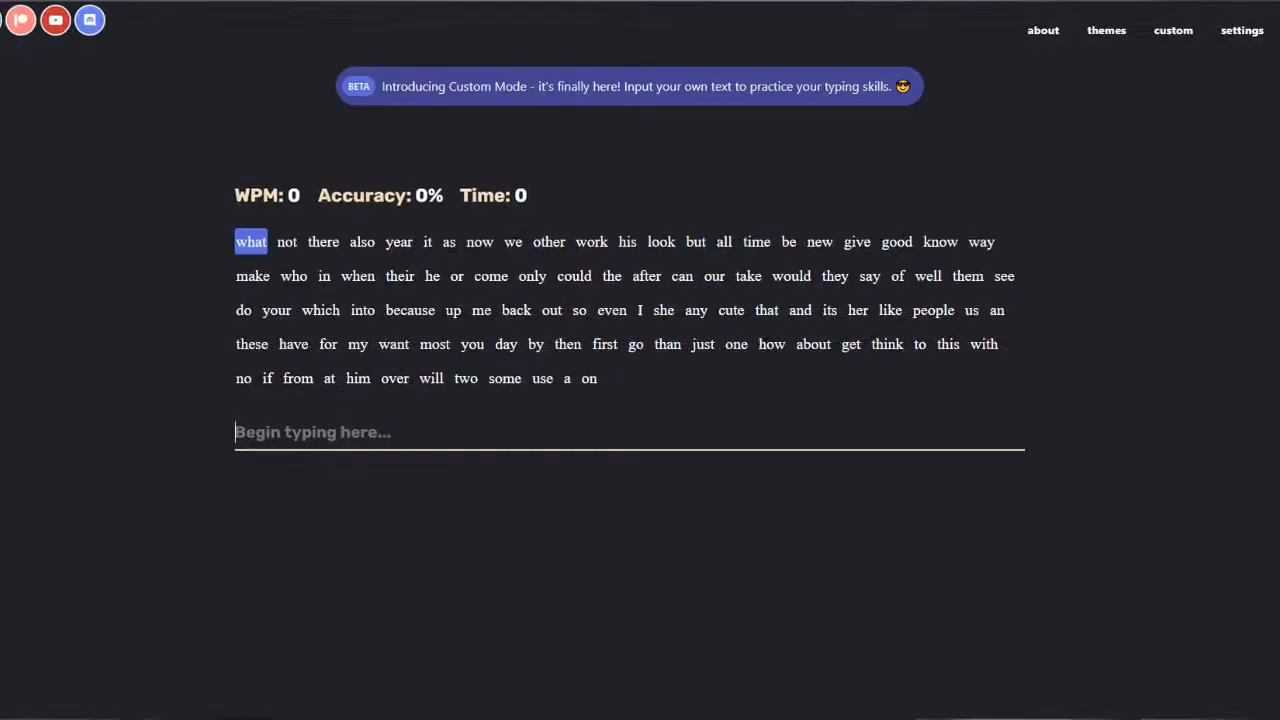 about themes custom settings
BETA Introducing Custom Mode - it's finally here! Input your own text to practice your typing skills. 😎
WPM: 0 Accuracy: 0% Time: 0
what not there also year it as now we other work his look but all time be new give good know way
make who in when their he or come only could the after can our take would they say of well them see
do your which into because up me back out so even I she any cute that and its her like people us an
these have for my want most you day by then first go than just one how about get think to this with
no if from at him over will two some use a on
Begin typing here...